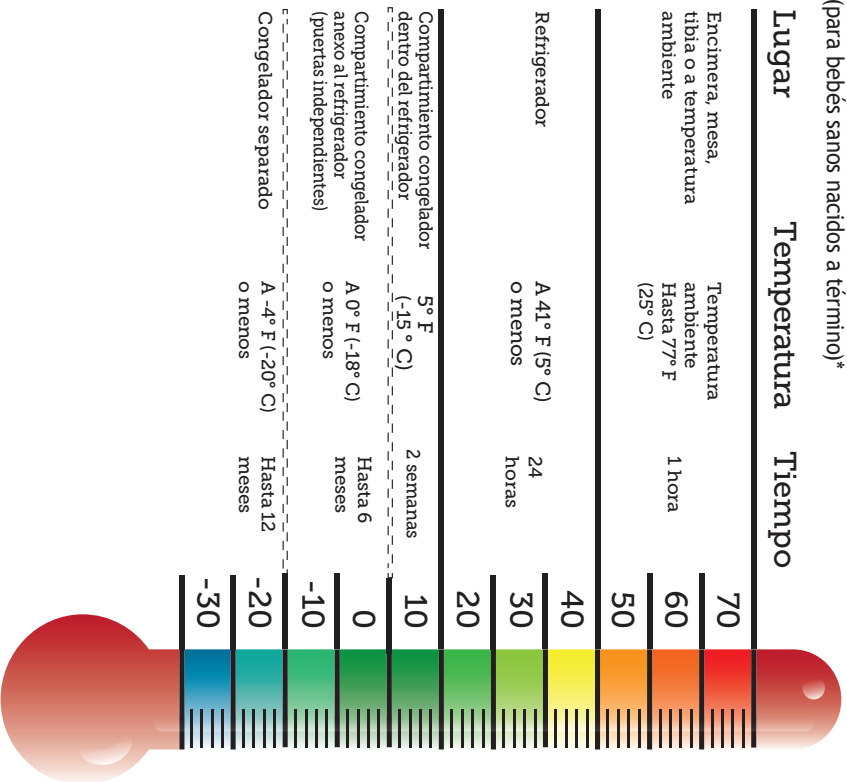 (para bebés sanos nacidos a término)*
Lugar
Temperatura
Tiempo
Encimera, mesa,
tibia o a temperatura
ambiente
Temperatura
ambiente
Hasta 77° F
(25° C)
1 hora
Refrigerador
A 41° F (5° C)
o menos
24
horas
Compartimiento congelador
dentro del refrigerador
5° F
(-15 ° C)
2 semanas
Compartimiento congelador
anexo al refrigerador
(puertas independientes)
A 0° F (-18° C)
o menos
Hasta 6
meses
Congelador separado
A -4° F (-20° C)
o menos
Hasta 12
meses
70
60
50
40
30
20
10
0
-10
-20
-30